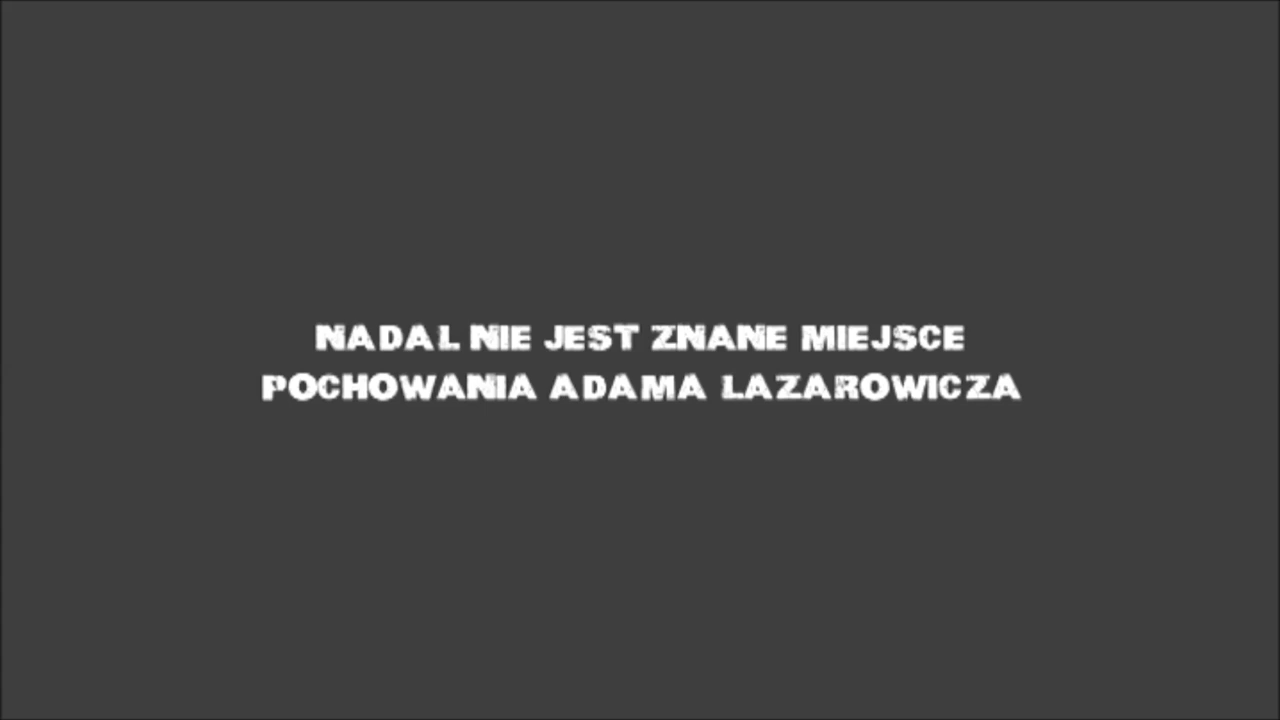 NADAL NIE JEST ZNANE MIEJSCE
POCHOWANIA ADAMA LAZAROWICZA